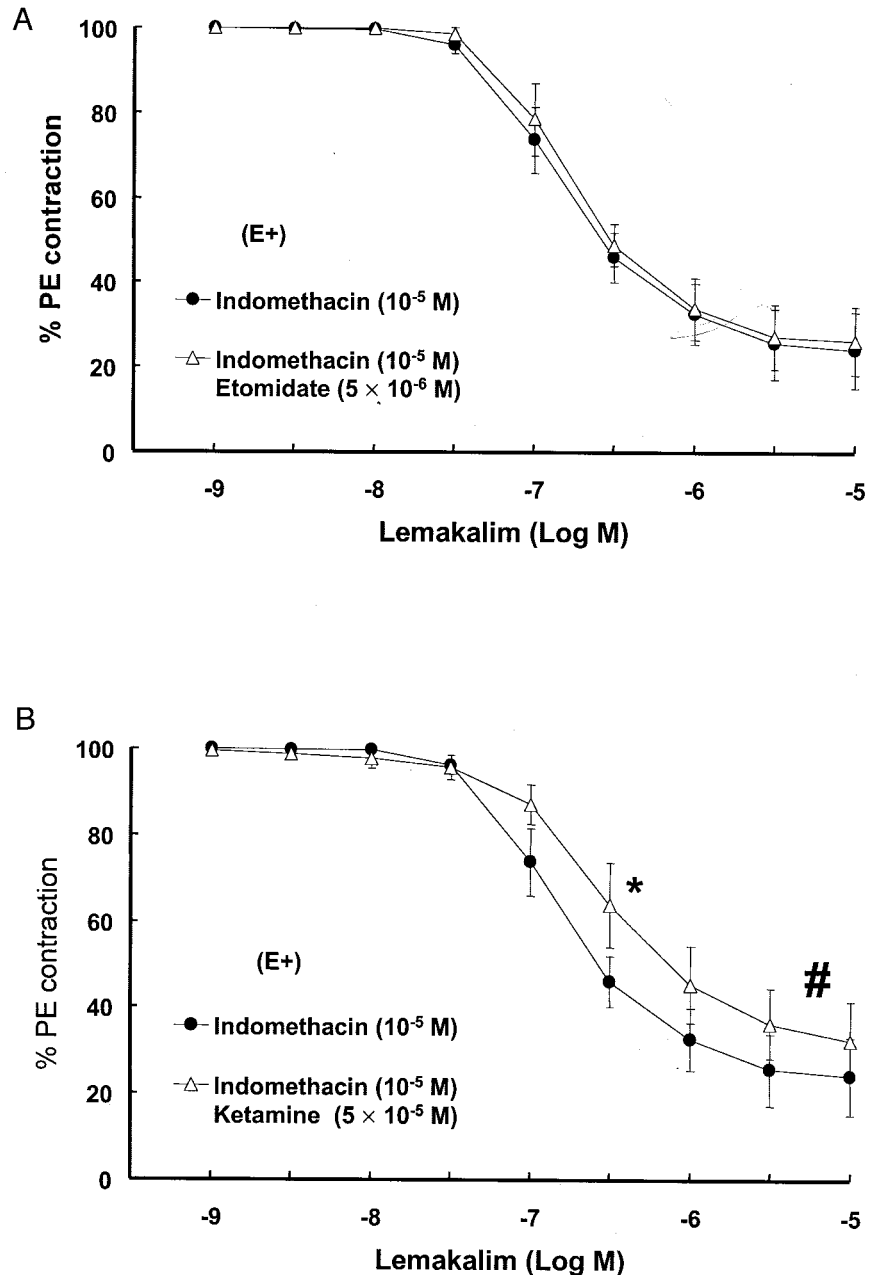 A
100
80
60
40
20
0
% PE contraction
(E+)
Indomethacin (10⁻⁵ M)
Indomethacin (10⁻⁵ M)
Etomidate (5 × 10⁻⁶ M)
-9 -8 -7 -6 -5
Lemakalim (Log M)
B
100
80
60
40
20
0
% PE contraction
*
#
(E+)
Indomethacin (10⁻⁵ M)
Indomethacin (10⁻⁵ M)
Ketamine (5 × 10⁻⁵ M)
-9 -8 -7 -6 -5
Lemakalim (Log M)